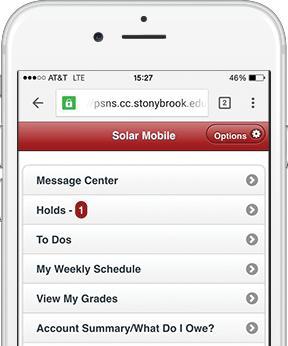 ●●●○○ AT&T LTE 15:27 46%
//psns.cc.stonybrook.edu 2
Solar Mobile Options
Message Center
Holds - 1
To Dos
My Weekly Schedule
View My Grades
Account Summary/What Do I Owe?